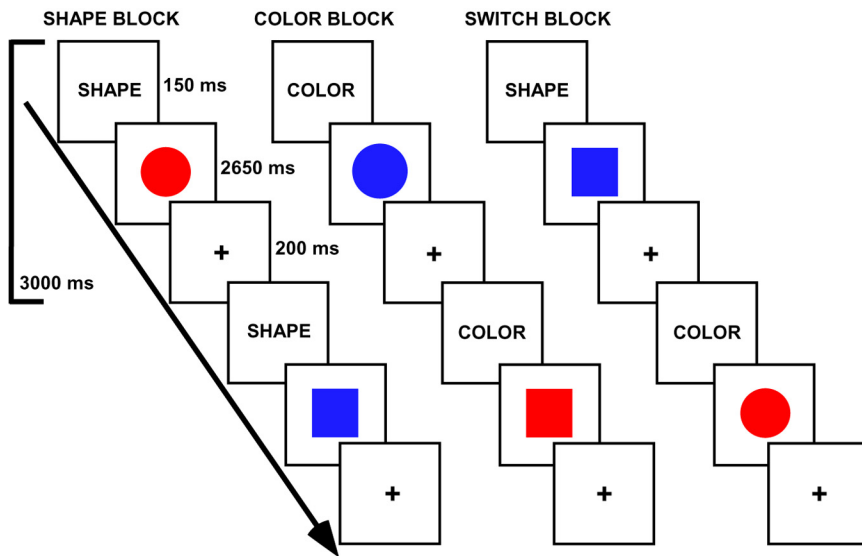 SHAPE BLOCK COLOR BLOCK SWITCH BLOCK
SHAPE 150 ms COLOR SHAPE
2650 ms
+ 200 ms + +
3000 ms
SHAPE COLOR COLOR
+ + +